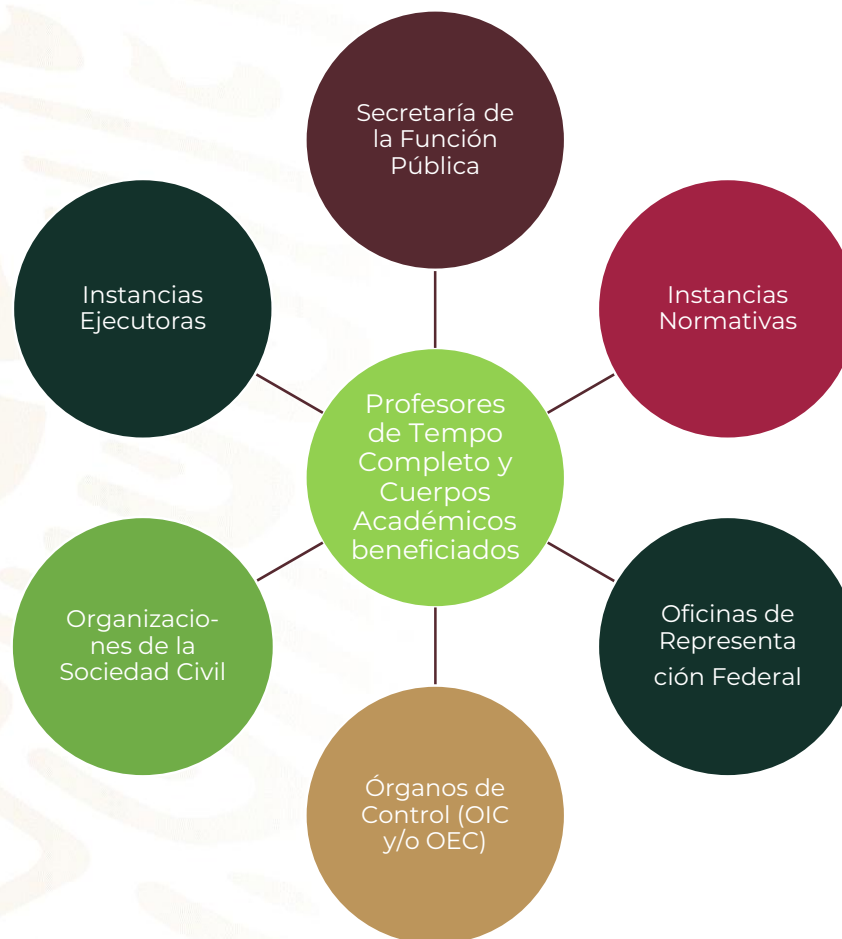 Secretaría de
la Función
Pública
Instancias
Ejecutoras
Instancias
Normativas
Profesores
de Tempo
Completo y
Cuerpos
Académicos
beneficiados
Organizacio-
nes de la
Sociedad Civil
Oficinas de
Representa
ción Federal
Órganos de
Control (OIC
y/o OEC)